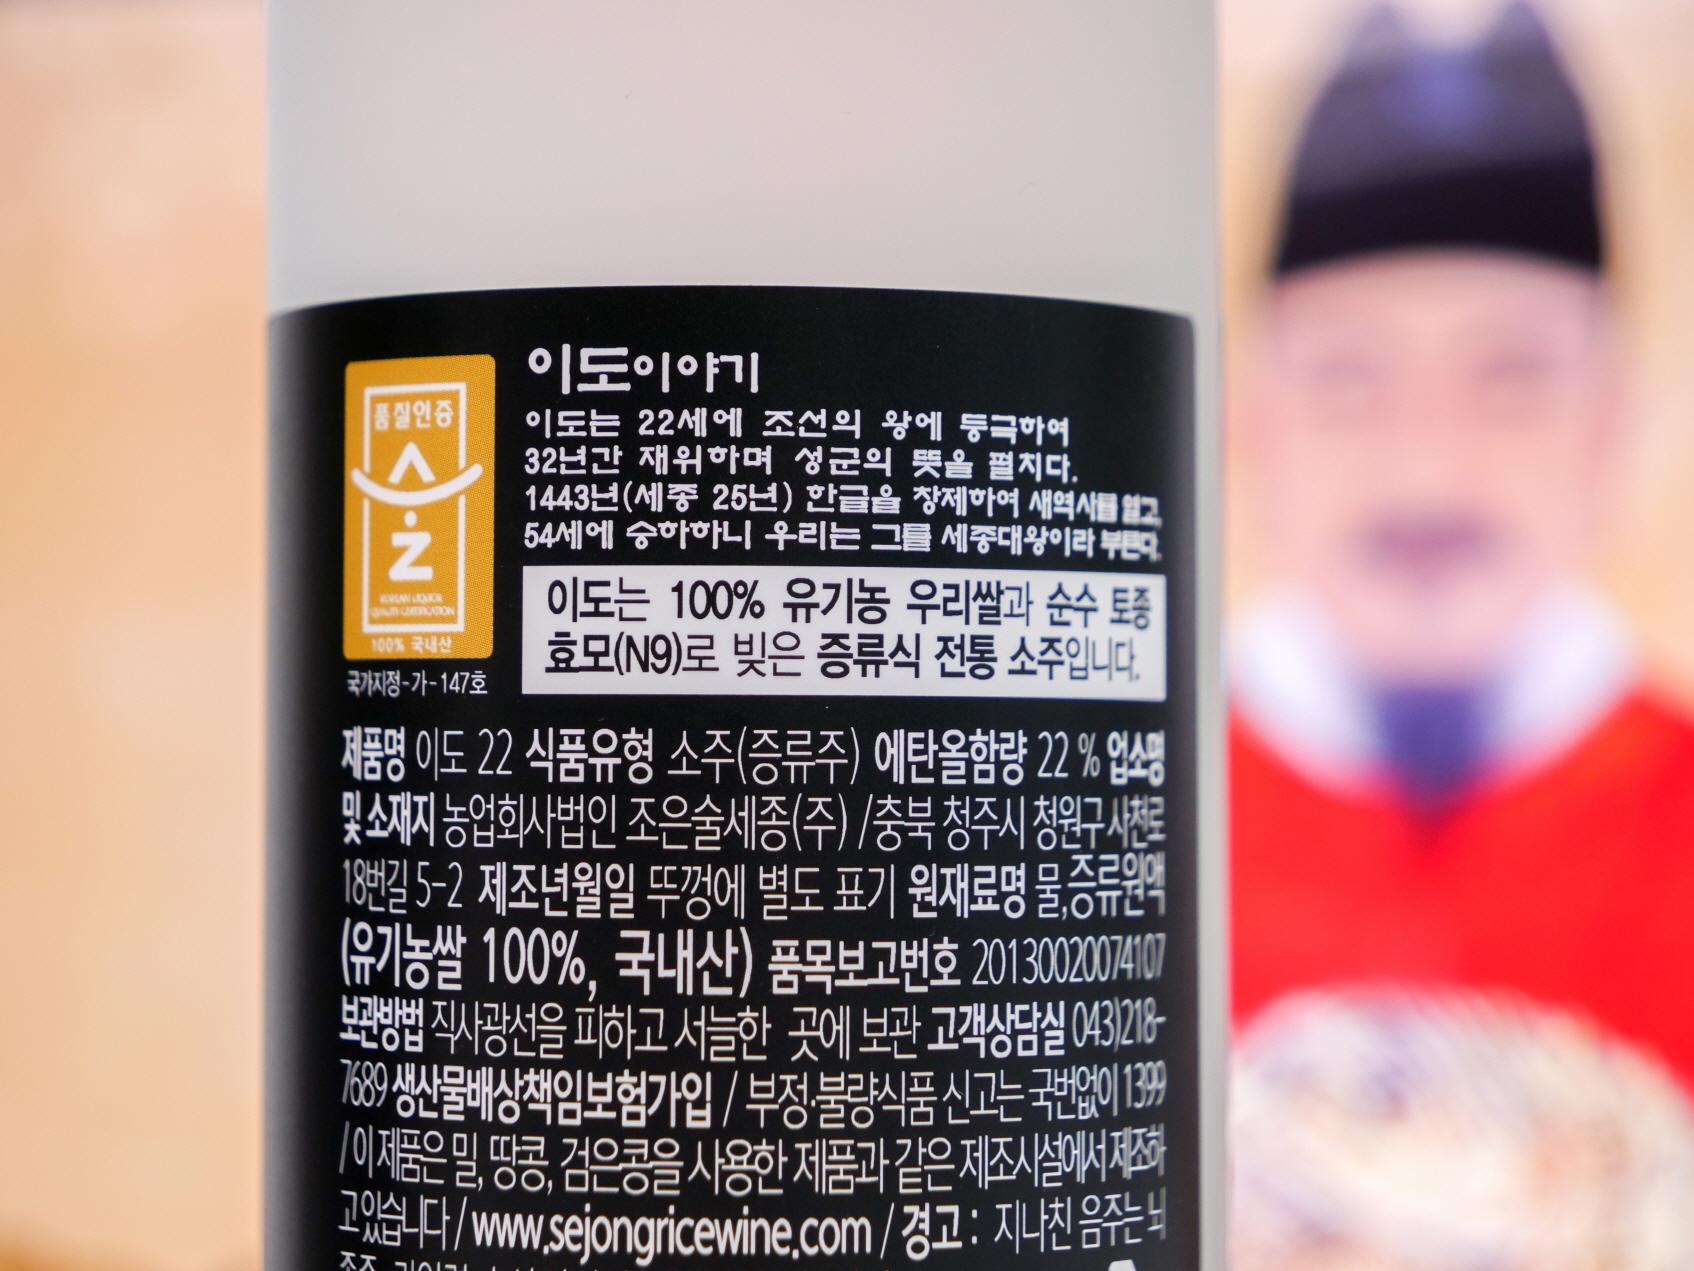 이도이야기
이도는 22세에 조선의 왕에 등극하여
32년간 재위하며 성군의 뜻을 펼치다.
1443년(세종 25년) 한글을 창제하여 새역사를 열고,
54세에 승하하니 우리는 그를 세종대왕이라 부른다.
품질인증
KOREAN LIQUOR
QUALITY CERTIFICATION
100% 국내산
국가지정-가-147호
이도는 100% 유기농 우리쌀과 순수 토종
효모(N9)로 빚은 증류식 전통 소주입니다.
제품명 이도 22 식품유형 소주(증류주) 에탄올함량 22 % 업소명
및 소재지 농업회사법인 조은술세종(주) /충북 청주시 청원구 사천로
18번길 5-2 제조년월일 뚜껑에 별도 표기 원재료명 물,증류원액
(유기농쌀 100%, 국내산) 품목보고번호 20130020074107
보관방법 직사광선을 피하고 서늘한 곳에 보관 고객상담실 043)218-
7689 생산물배상책임보험가입 / 부정·불량식품 신고는 국번없이 1399
/ 이 제품은 밀, 땅콩, 검은콩을 사용한 제품과 같은 제조시설에서 제조하
고 있습니다 / www.sejongricewine.com / 경고 : 지나친 음주는 뇌